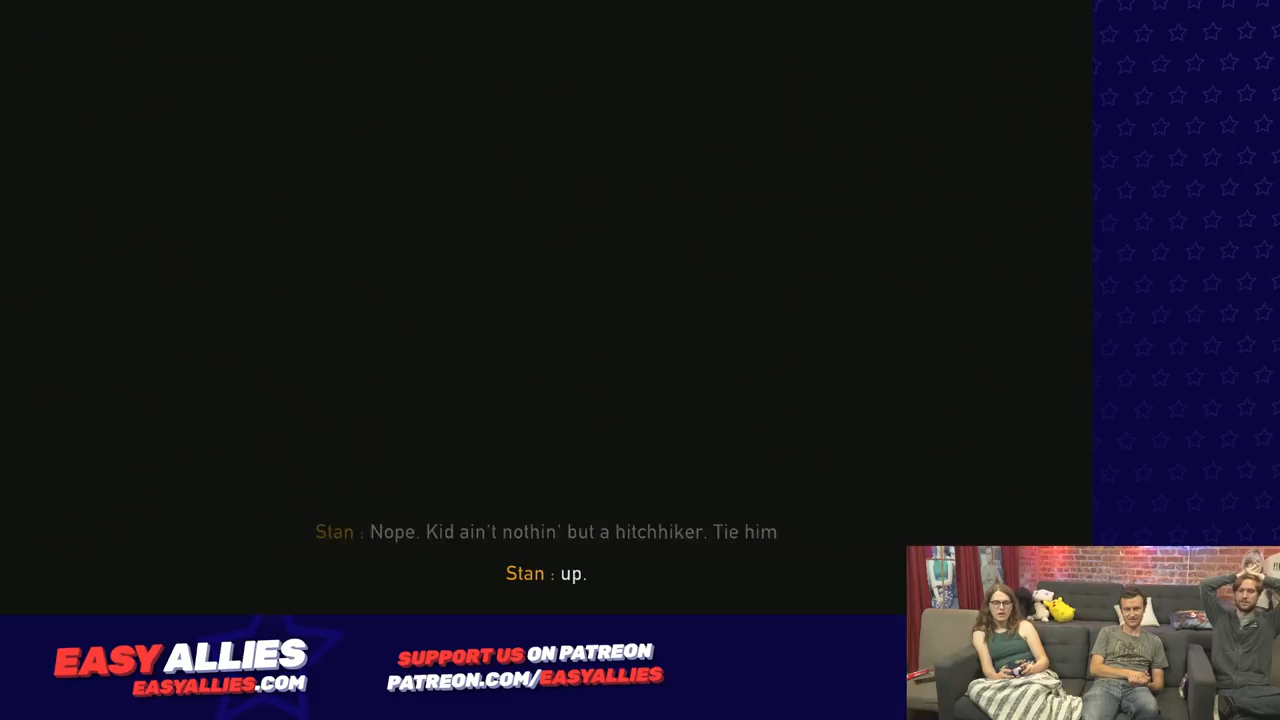 Stan : Nope. Kid ain't nothin' but a hitchhiker. Tie him
Stan : up.
EASY ALLIES
EASYALLIES.COM
SUPPORT US ON PATREON
PATREON.COM/EASYALLIES